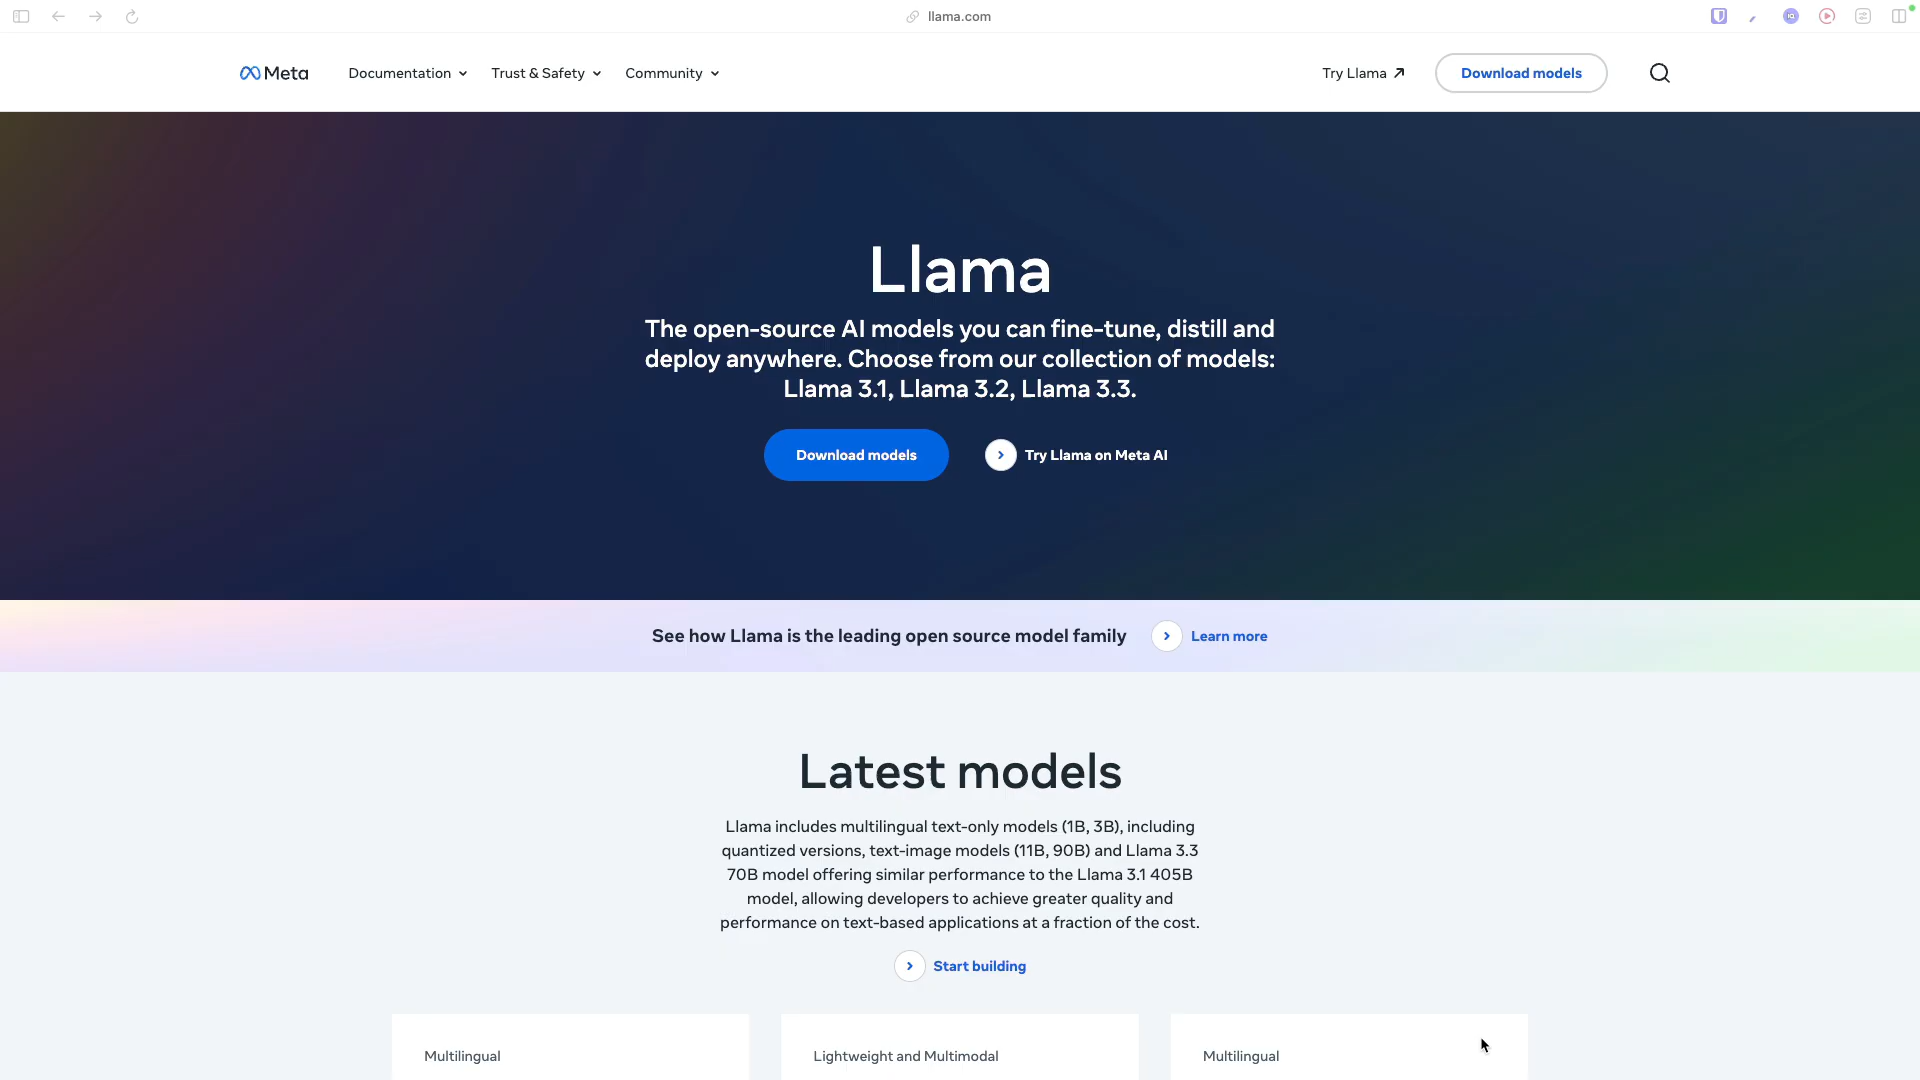 llama.com
Meta
Documentation
Trust & Safety
Community
Try Llama
Download models
Llama
The open-source AI models you can fine-tune, distill and
deploy anywhere. Choose from our collection of models:
Llama 3.1, Llama 3.2, Llama 3.3.
Download models
Try Llama on Meta AI
See how Llama is the leading open source model family
Learn more
Latest models
Llama includes multilingual text-only models (1B, 3B), including
quantized versions, text-image models (11B, 90B) and Llama 3.3
70B model offering similar performance to the Llama 3.1 405B
model, allowing developers to achieve greater quality and
performance on text-based applications at a fraction of the cost.
Start building
Multilingual
Lightweight and Multimodal
Multilingual